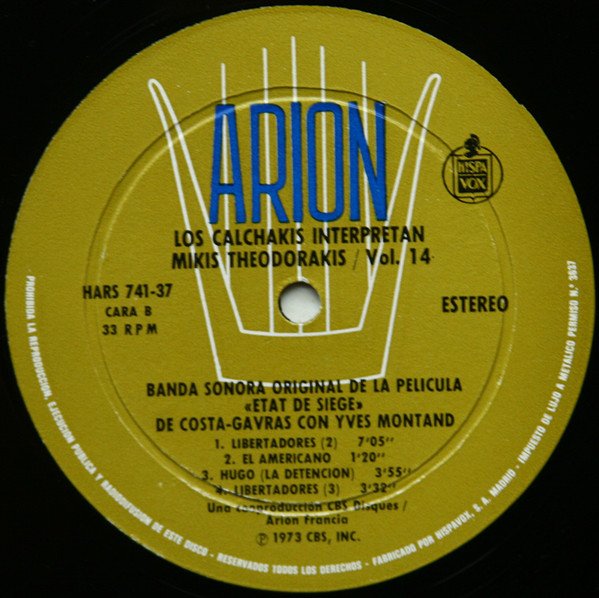 ARION
HISPA
VOX
LOS CALCHAKIS INTERPRETAN
MIKIS THEODORAKIS / Vol. 14
HARS 741-37
CARA B
33 RPM
ESTEREO
BANDA SONORA ORIGINAL DE LA PELICULA
«ETAT DE SIEGE»
DE COSTA-GAVRAS CON YVES MONTAND
1. LIBERTADORES (2) 7'05''
2. EL AMERICANO 1'20''
3. HUGO (LA DETENCION) 3'55''
4. LIBERTADORES (3) 3'32''
Una cooproducción CBS Disques /
Arion Francia
℗ 1973 CBS, INC.
PROHIBIDA LA REPRODUCCION, EJECUCION PUBLICA Y RADIODIFUSION DE ESTE DISCO - RESERVADOS TODOS LOS DERECHOS - FABRICADO POR HISPAVOX, S. A. MADRID - IMPUESTO DE LUJO A METALICO PERMISO N.º 3637